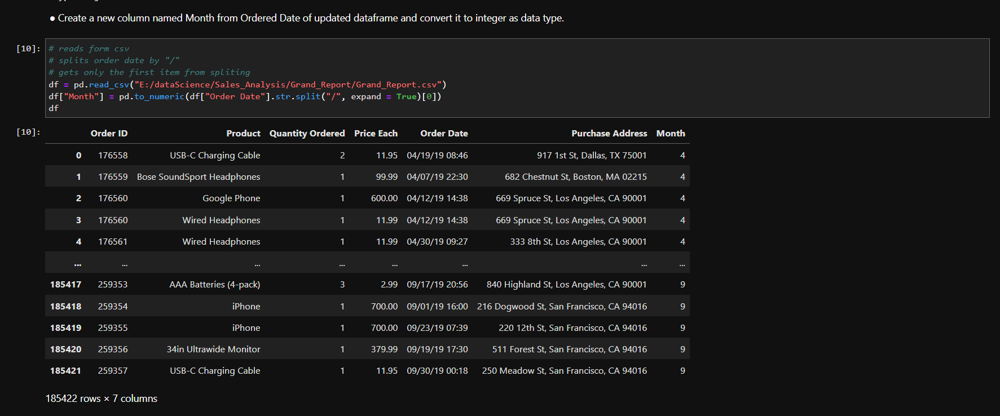 ● Create a new column named Month from Ordered Date of updated dataframe and convert it to integer as data type.
[10]: # reads form csv
# splits order date by "/"
# gets only the first item from spliting
df = pd.read_csv("E:/dataScience/Sales_Analysis/Grand_Report/Grand_Report.csv")
df["Month"] = pd.to_numeric(df["Order Date"].str.split("/", expand = True)[0])
df
[10]: Order ID Product Quantity Ordered Price Each Order Date Purchase Address Month
0 176558 USB-C Charging Cable 2 11.95 04/19/19 08:46 917 1st St, Dallas, TX 75001 4
1 176559 Bose SoundSport Headphones 1 99.99 04/07/19 22:30 682 Chestnut St, Boston, MA 02215 4
2 176560 Google Phone 1 600.00 04/12/19 14:38 669 Spruce St, Los Angeles, CA 90001 4
3 176560 Wired Headphones 1 11.99 04/12/19 14:38 669 Spruce St, Los Angeles, CA 90001 4
4 176561 Wired Headphones 1 11.99 04/30/19 09:27 333 8th St, Los Angeles, CA 90001 4
... ... ... ... ... ... ... ...
185417 259353 AAA Batteries (4-pack) 3 2.99 09/17/19 20:56 840 Highland St, Los Angeles, CA 90001 9
185418 259354 iPhone 1 700.00 09/01/19 16:00 216 Dogwood St, San Francisco, CA 94016 9
185419 259355 iPhone 1 700.00 09/23/19 07:39 220 12th St, San Francisco, CA 94016 9
185420 259356 34in Ultrawide Monitor 1 379.99 09/19/19 17:30 511 Forest St, San Francisco, CA 94016 9
185421 259357 USB-C Charging Cable 1 11.95 09/30/19 00:18 250 Meadow St, San Francisco, CA 94016 9
185422 rows × 7 columns